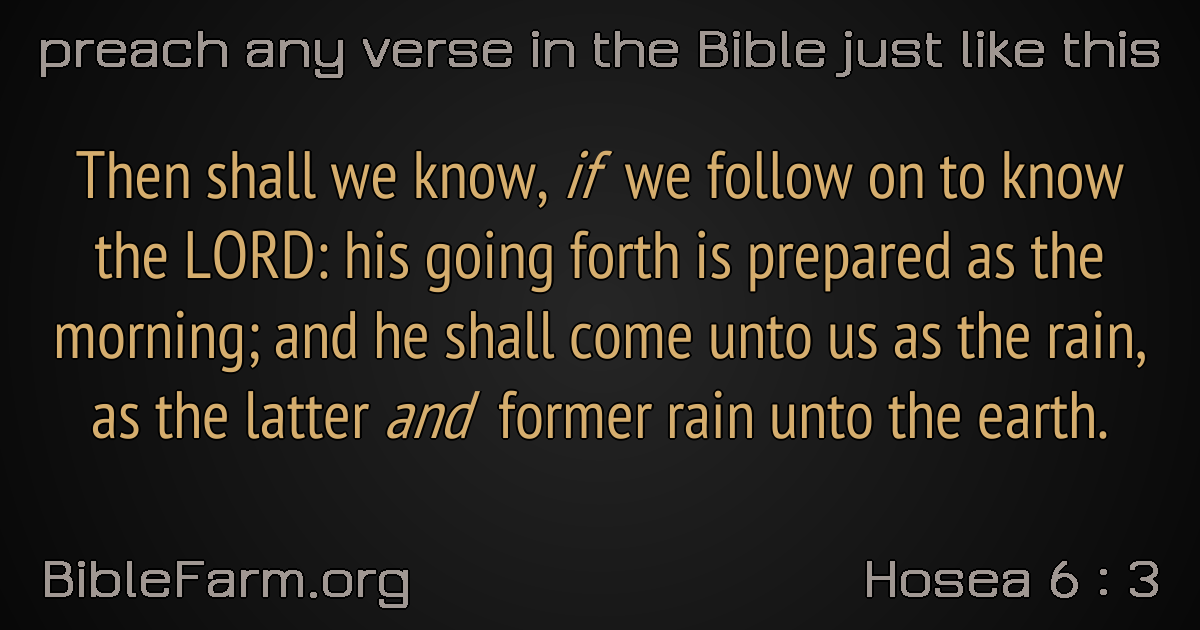 preach any verse in the Bible just like this
Then shall we know, if we follow on to know
the LORD: his going forth is prepared as the
morning; and he shall come unto us as the rain,
as the latter and former rain unto the earth.
BibleFarm.org
Hosea 6 : 3